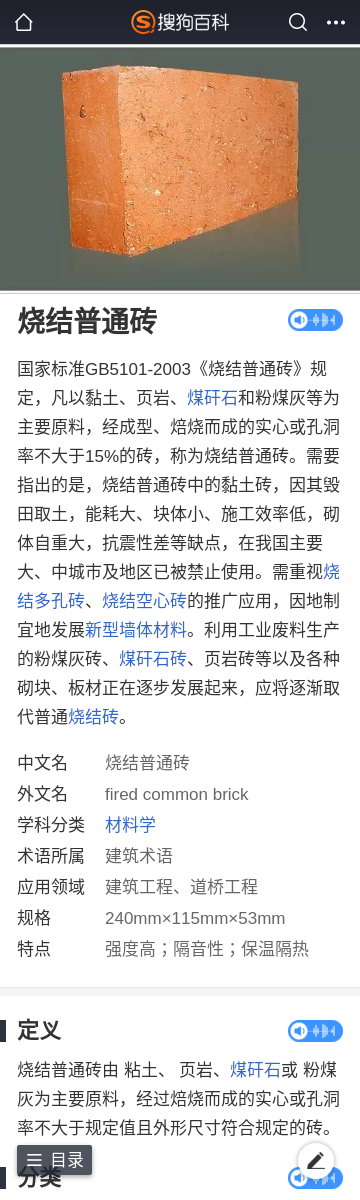 搜狗百科
烧结普通砖
国家标准GB5101-2003《烧结普通砖》规
定，凡以黏土、页岩、煤矸石和粉煤灰等为
主要原料，经成型、焙烧而成的实心或孔洞
率不大于15%的砖，称为烧结普通砖。需要
指出的是，烧结普通砖中的黏土砖，因其毁
田取土，能耗大、块体小、施工效率低，砌
体自重大，抗震性差等缺点，在我国主要
大、中城市及地区已被禁止使用。需重视烧
结多孔砖、烧结空心砖的推广应用，因地制
宜地发展新型墙体材料。利用工业废料生产
的粉煤灰砖、煤矸石砖、页岩砖等以及各种
砌块、板材正在逐步发展起来，应将逐渐取
代普通烧结砖。
中文名 烧结普通砖
外文名 fired common brick
学科分类 材料学
术语所属 建筑术语
应用领域 建筑工程、道桥工程
规格 240mm×115mm×53mm
特点 强度高；隔音性；保温隔热
定义
烧结普通砖由 粘土、 页岩、煤矸石或 粉煤
灰为主要原料，经过焙烧而成的实心或孔洞
率不大于规定值且外形尺寸符合规定的砖。
目录
分类